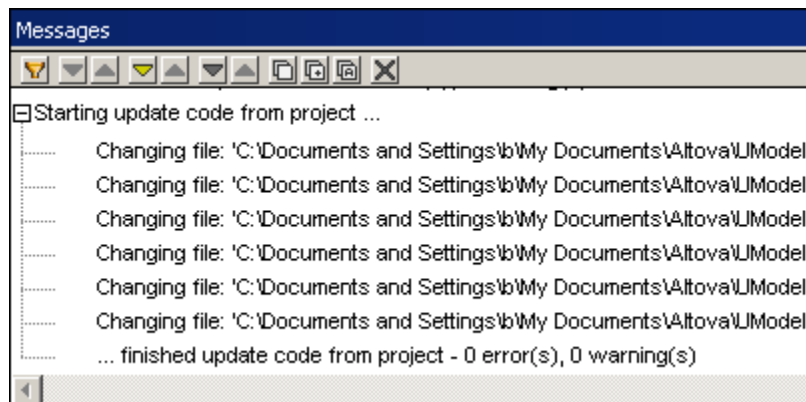 Messages
Starting update code from project ...
Changing file: 'C:\Documents and Settings\b\My Documents\Altova\UModel
Changing file: 'C:\Documents and Settings\b\My Documents\Altova\UModel
Changing file: 'C:\Documents and Settings\b\My Documents\Altova\UModel
Changing file: 'C:\Documents and Settings\b\My Documents\Altova\UModel
Changing file: 'C:\Documents and Settings\b\My Documents\Altova\UModel
Changing file: 'C:\Documents and Settings\b\My Documents\Altova\UModel
... finished update code from project - 0 error(s), 0 warning(s)